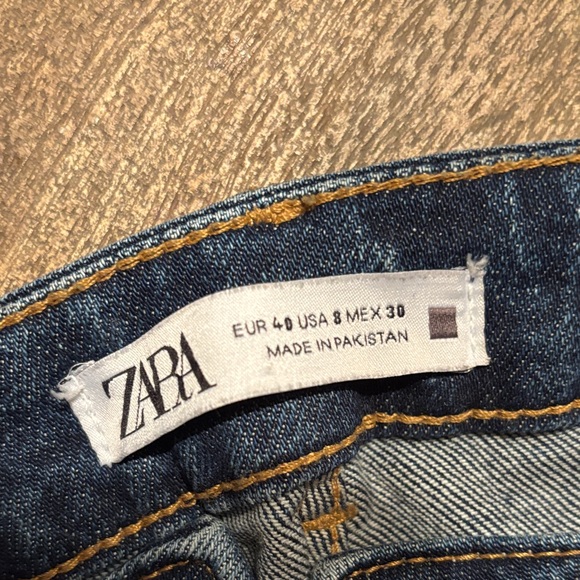 ZARA
EUR 40 USA 8 MEX 30
MADE IN PAKISTAN